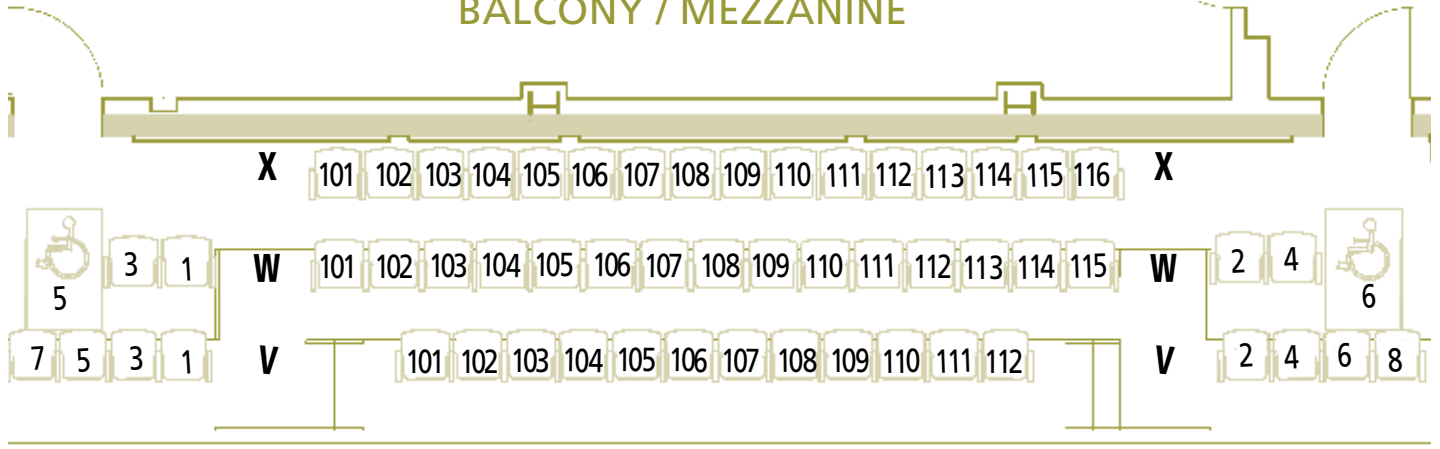 BALCONY / MEZZANINE
X 101 102 103 104 105 106 107 108 109 110 111 112 113 114 115 116 X
5 3 1 W 101 102 103 104 105 106 107 108 109 110 111 112 113 114 115 W 2 4 6
7 5 3 1 V 101 102 103 104 105 106 107 108 109 110 111 112 V 2 4 6 8